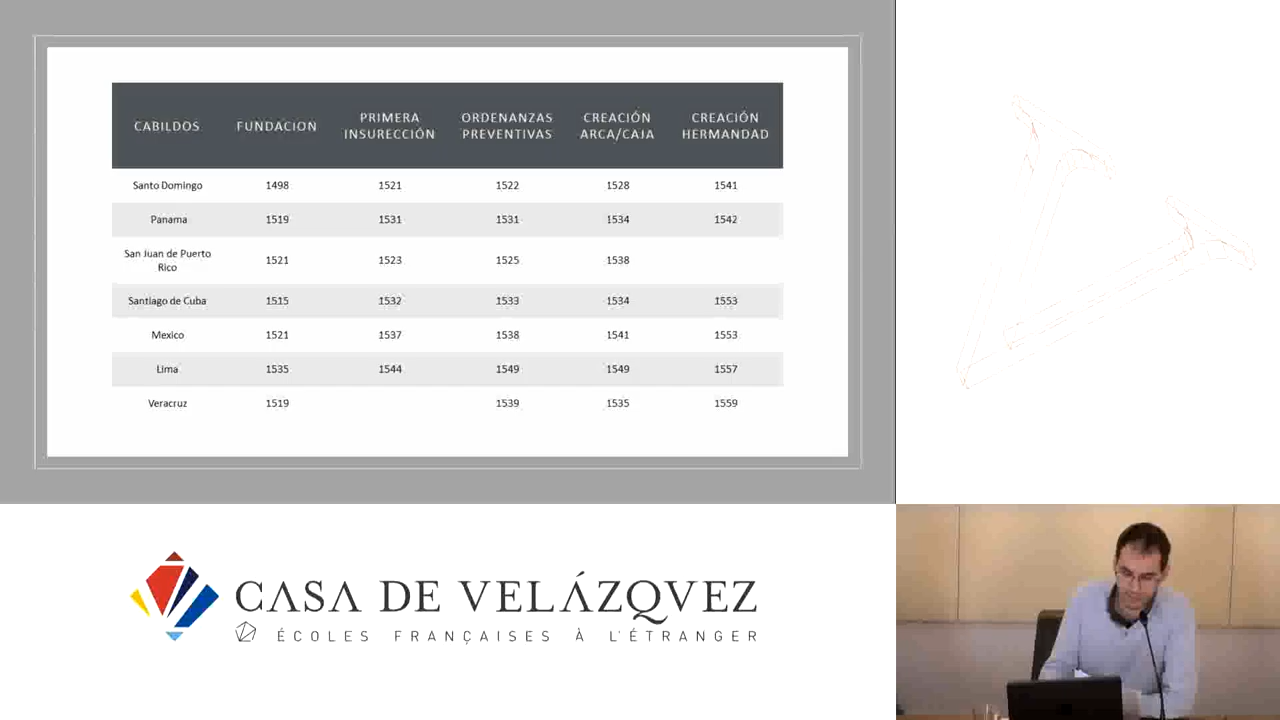 CABILDOS FUNDACION PRIMERA INSURECCIÓN ORDENANZAS PREVENTIVAS CREACIÓN ARCA/CAJA CREACIÓN HERMANDAD
Santo Domingo 1498 1521 1522 1528 1541
Panama 1519 1531 1531 1534 1542
San Juan de Puerto Rico 1521 1523 1525 1538
Santiago de Cuba 1515 1532 1533 1534 1553
Mexico 1521 1537 1538 1541 1553
Lima 1535 1544 1549 1549 1557
Veracruz 1519 1539 1535 1559
CASA DE VELÁZQVEZ
ÉCOLES FRANÇAISES À L'ÉTRANGER